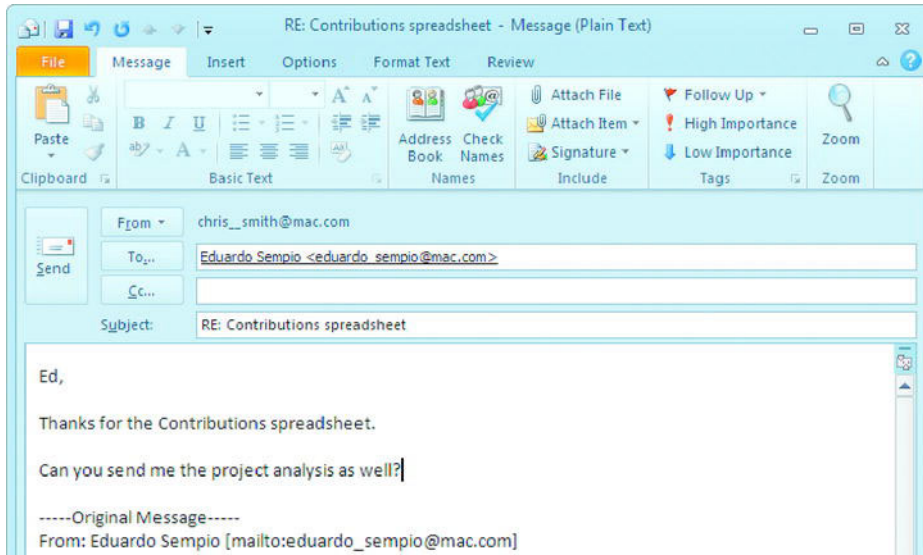 RE: Contributions spreadsheet - Message (Plain Text)
File Message Insert Options Format Text Review
Paste
B I U
A A
ab A
Aa
Address Book
Check Names
Attach File
Attach Item
Signature
Follow Up
High Importance
Low Importance
Zoom
Clipboard Basic Text Names Include Tags Zoom
Send
From chris__smith@mac.com
To... Eduardo Sempio <eduardo_sempio@mac.com>
Cc...
Subject: RE: Contributions spreadsheet
Ed,
Thanks for the Contributions spreadsheet.
Can you send me the project analysis as well?
-----Original Message-----
From: Eduardo Sempio [mailto:eduardo_sempio@mac.com]